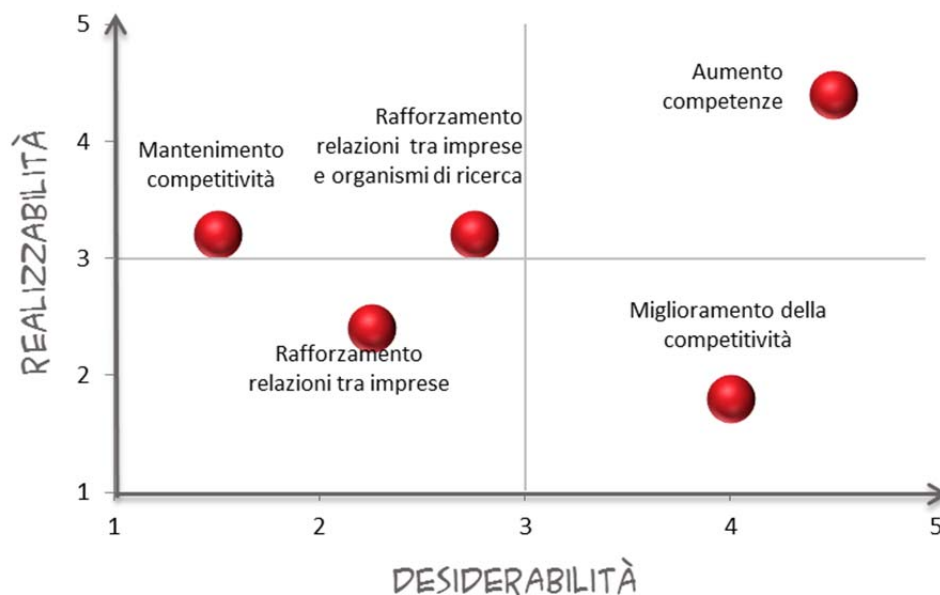 5
Aumento
competenze
Rafforzamento
relazioni tra imprese
e organismi di ricerca
4
Mantenimento
competitività
REALIZZABILITÀ
3
Miglioramento della
competitività
Rafforzamento
relazioni tra imprese
2
1
1 2 3 4 5
DESIDERABILITÀ